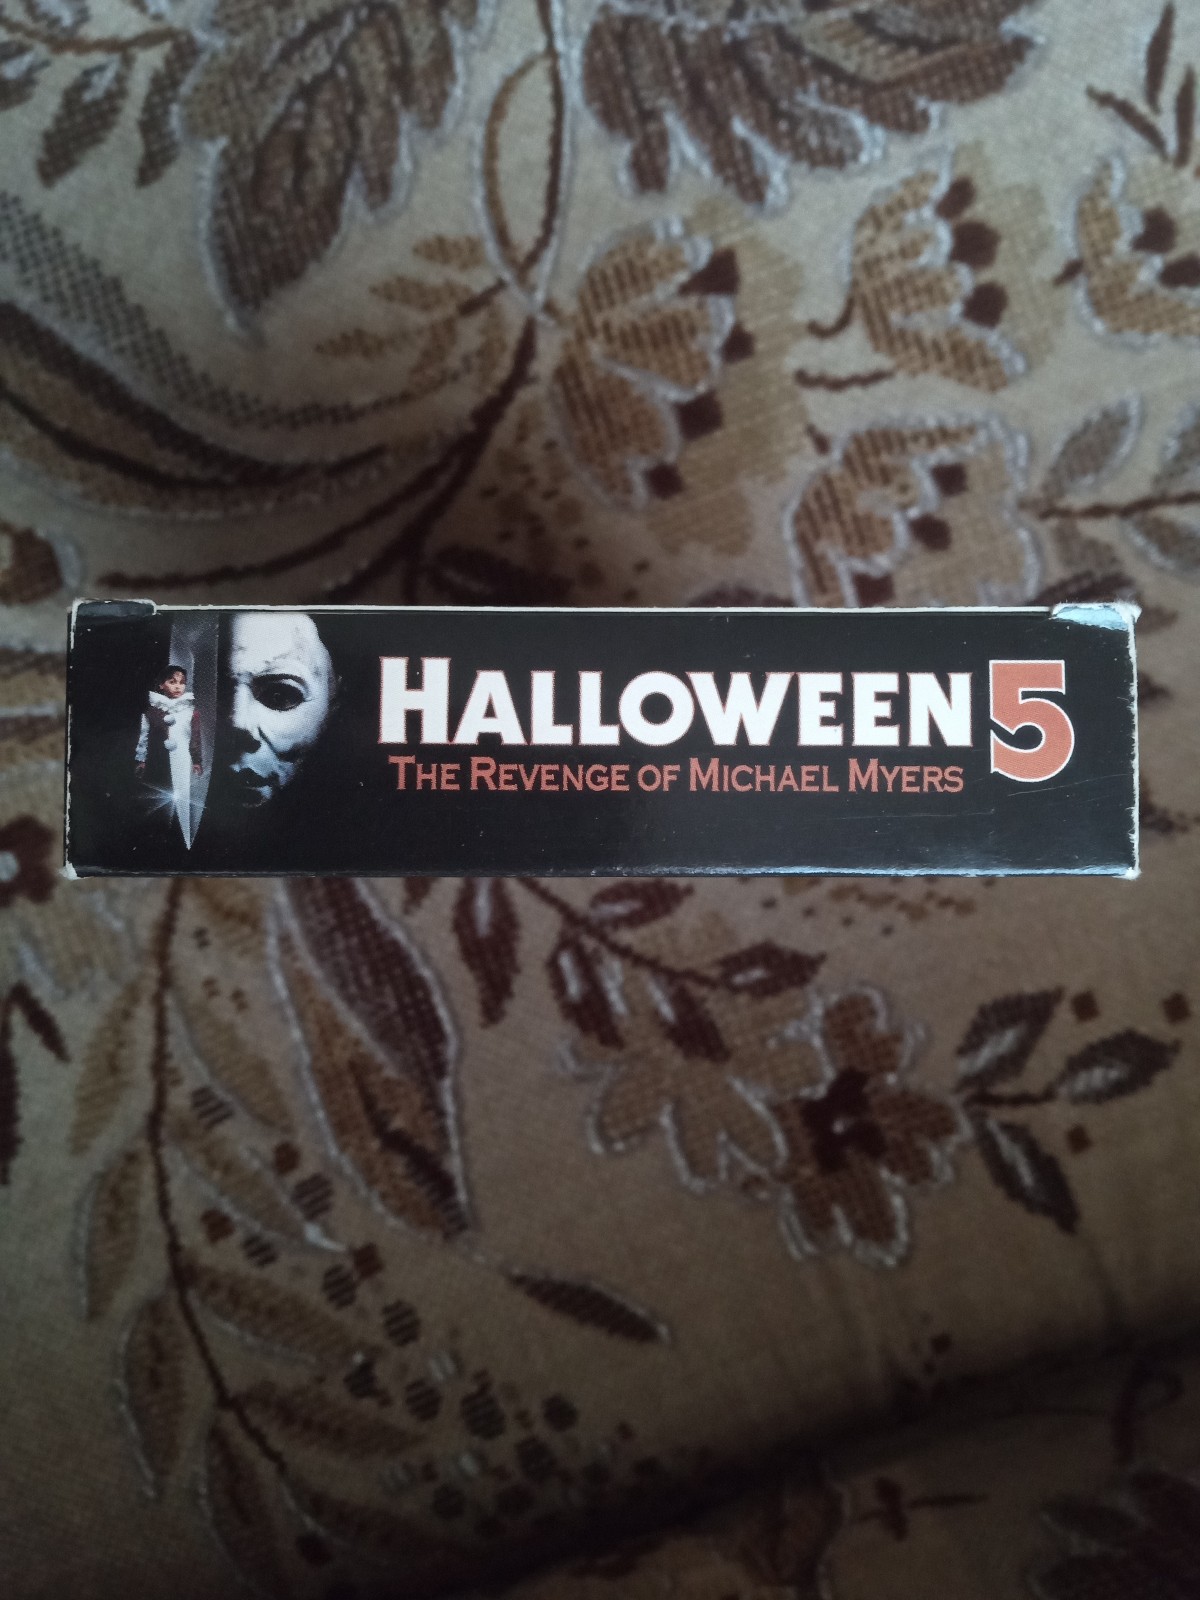 HALLOWEEN 5
THE REVENGE OF MICHAEL MYERS